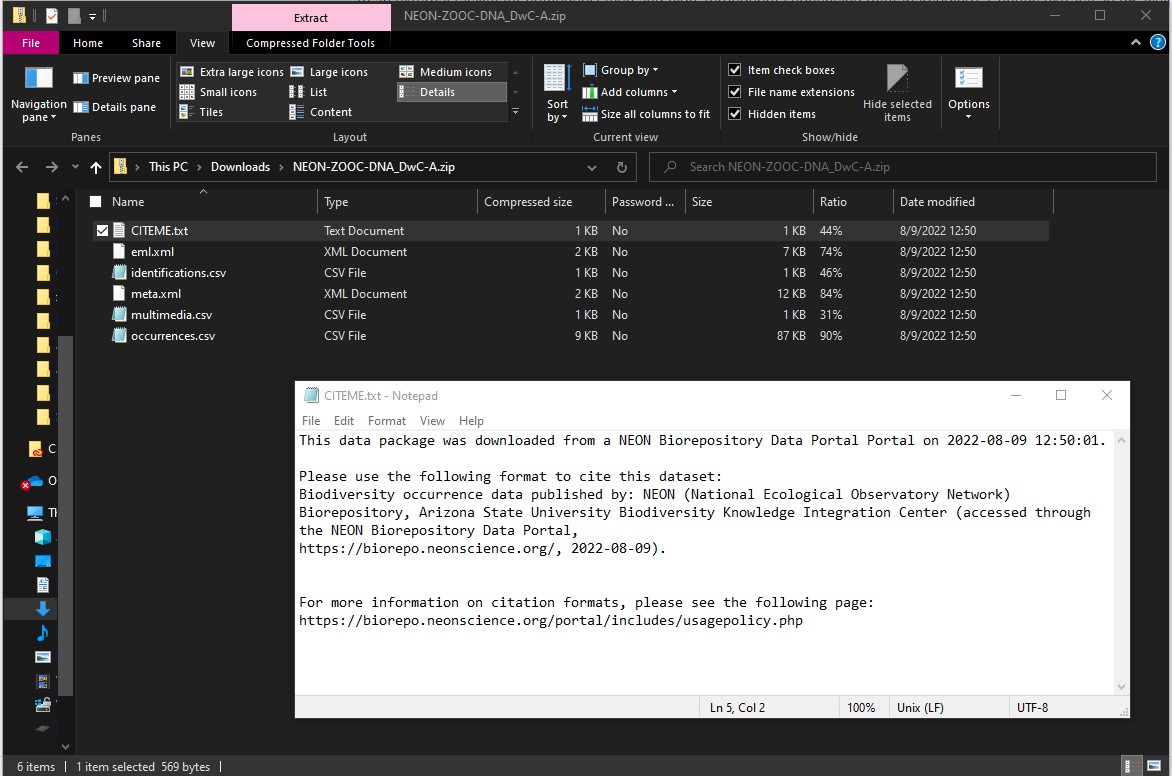 Extract
NEON-ZOOC-DNA_DwC-A.zip
File
Home
Share
View
Compressed Folder Tools
Navigation pane
Preview pane
Details pane
Panes
Extra large icons
Large icons
Medium icons
Small icons
List
Details
Tiles
Content
Layout
Sort by
Group by
Add columns
Size all columns to fit
Current view
Item check boxes
File name extensions
Hidden items
Hide selected items
Show/hide
Options
This PC > Downloads > NEON-ZOOC-DNA_DwC-A.zip
Search NEON-ZOOC-DNA_DwC-A.zip
Name Type Compressed size Password ... Size Ratio Date modified
CITEME.txt Text Document 1 KB No 1 KB 44% 8/9/2022 12:50
eml.xml XML Document 2 KB No 7 KB 74% 8/9/2022 12:50
identifications.csv CSV File 1 KB No 1 KB 46% 8/9/2022 12:50
meta.xml XML Document 2 KB No 12 KB 84% 8/9/2022 12:50
multimedia.csv CSV File 1 KB No 1 KB 31% 8/9/2022 12:50
occurrences.csv CSV File 9 KB No 87 KB 90% 8/9/2022 12:50
CITEME.txt - Notepad
File Edit Format View Help
This data package was downloaded from a NEON Biorepository Data Portal Portal on 2022-08-09 12:50:01.
Please use the following format to cite this dataset:
Biodiversity occurrence data published by: NEON (National Ecological Observatory Network)
Biorepository, Arizona State University Biodiversity Knowledge Integration Center (accessed through
the NEON Biorepository Data Portal,
https://biorepo.neonscience.org/, 2022-08-09).
For more information on citation formats, please see the following page:
https://biorepo.neonscience.org/portal/includes/usagepolicy.php
Ln 5, Col 2 100% Unix (LF) UTF-8
6 items 1 item selected 569 bytes